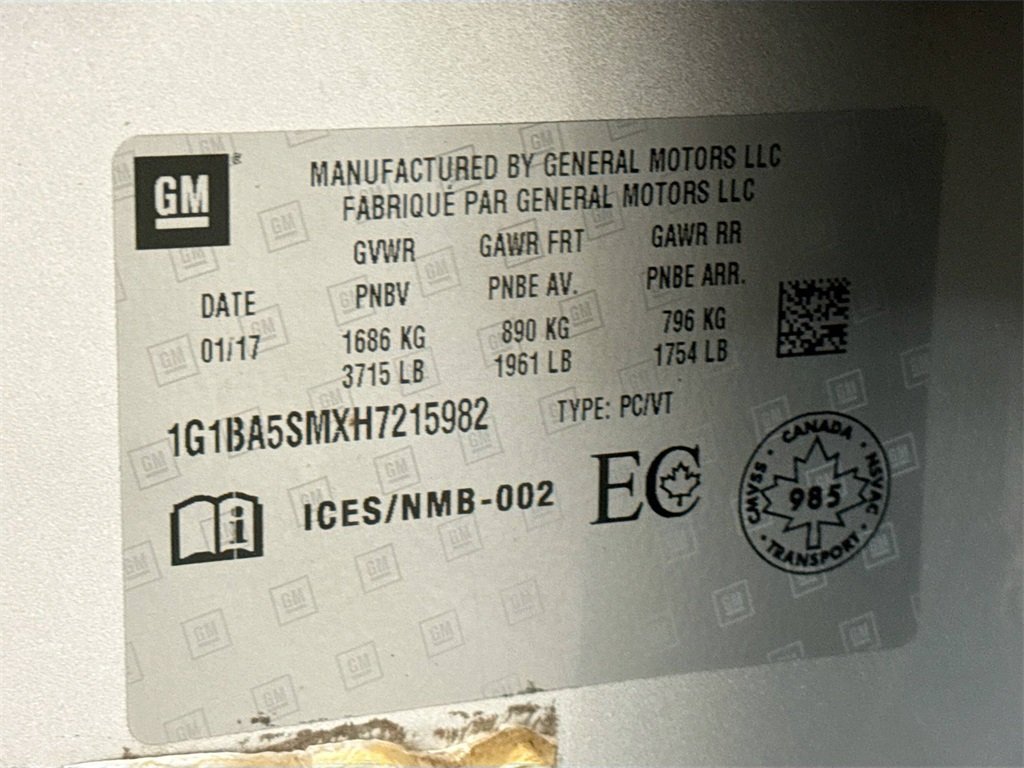 GM
MANUFACTURED BY GENERAL MOTORS LLC
FABRIQUÉ PAR GENERAL MOTORS LLC
GVWR GAWR FRT GAWR RR
DATE PNBV PNBE AV. PNBE ARR.
01/17 1686 KG 890 KG 796 KG
3715 LB 1961 LB 1754 LB
1G1BA5SMXH7215982 TYPE: PC/VT
i ICES/NMB-002 EC
CANADA
CMVSS 985 NSVAC
TRANSPORT